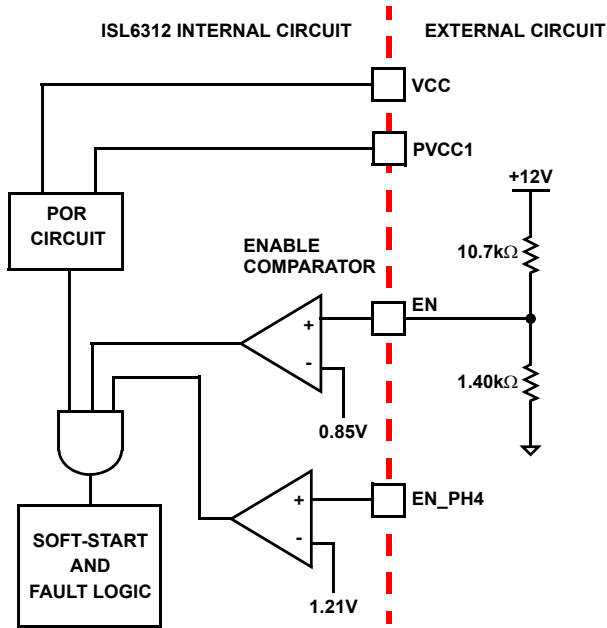 ISL6312 INTERNAL CIRCUIT
EXTERNAL CIRCUIT
VCC
PVCC1
+12V
POR
CIRCUIT
10.7kΩ
ENABLE
COMPARATOR
EN
+
-
1.40kΩ
0.85V
EN_PH4
+
-
SOFT-START
AND
FAULT LOGIC
1.21V